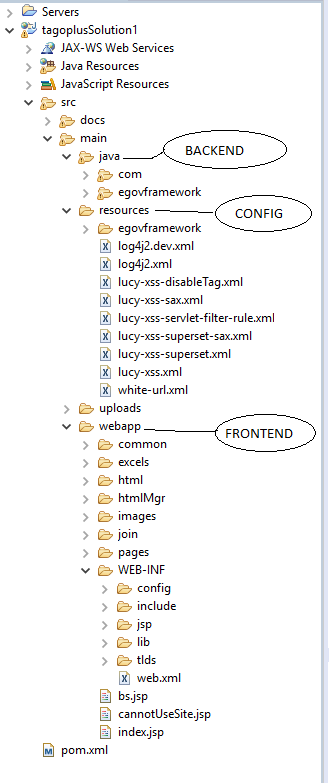 Servers
tagoplusSolution1
JAX-WS Web Services
Java Resources
JavaScript Resources
src
docs
main
java BACKEND
com
egovframework
resources CONFIG
egovframework
log4j2.dev.xml
log4j2.xml
lucy-xss-disableTag.xml
lucy-xss-sax.xml
lucy-xss-servlet-filter-rule.xml
lucy-xss-superset-sax.xml
lucy-xss-superset.xml
lucy-xss.xml
white-url.xml
uploads
webapp FRONTEND
common
excels
html
htmlMgr
images
join
pages
WEB-INF
config
include
jsp
lib
tlds
web.xml
bs.jsp
cannotUseSite.jsp
index.jsp
pom.xml